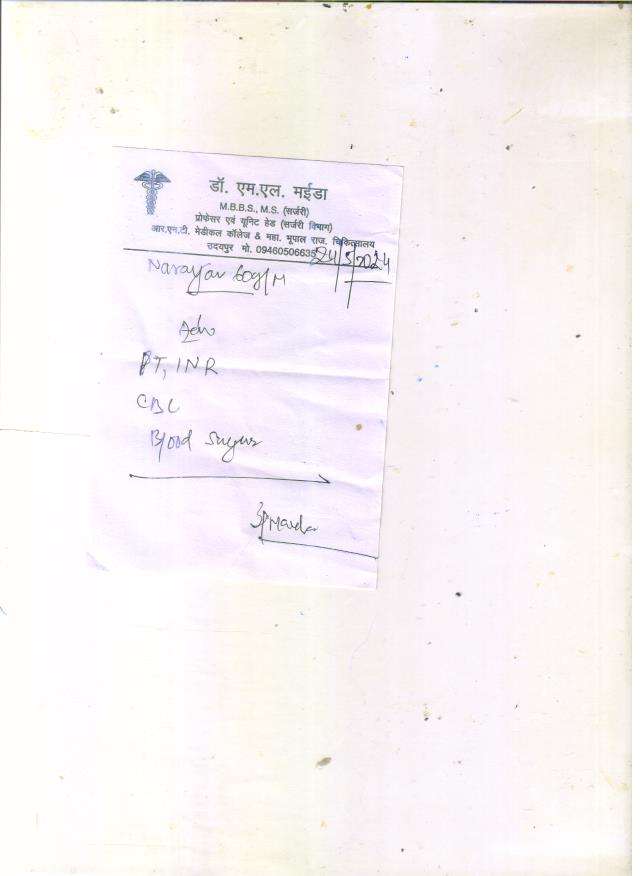 डॉ. एम.एल. मईडा
M.B.B.S., M.S. (सर्जरी)
प्रोफेसर एवं यूनिट हेड (सर्जरी विभाग)
आर.एन.टी. मेडीकल कॉलेज & महा. भूपाल राज. चिकित्सालय
उदयपुर मो. 09460506635
24/5/2024
Narayan 60y/M
Adv
PT, INR
CBC
Blood Sugar